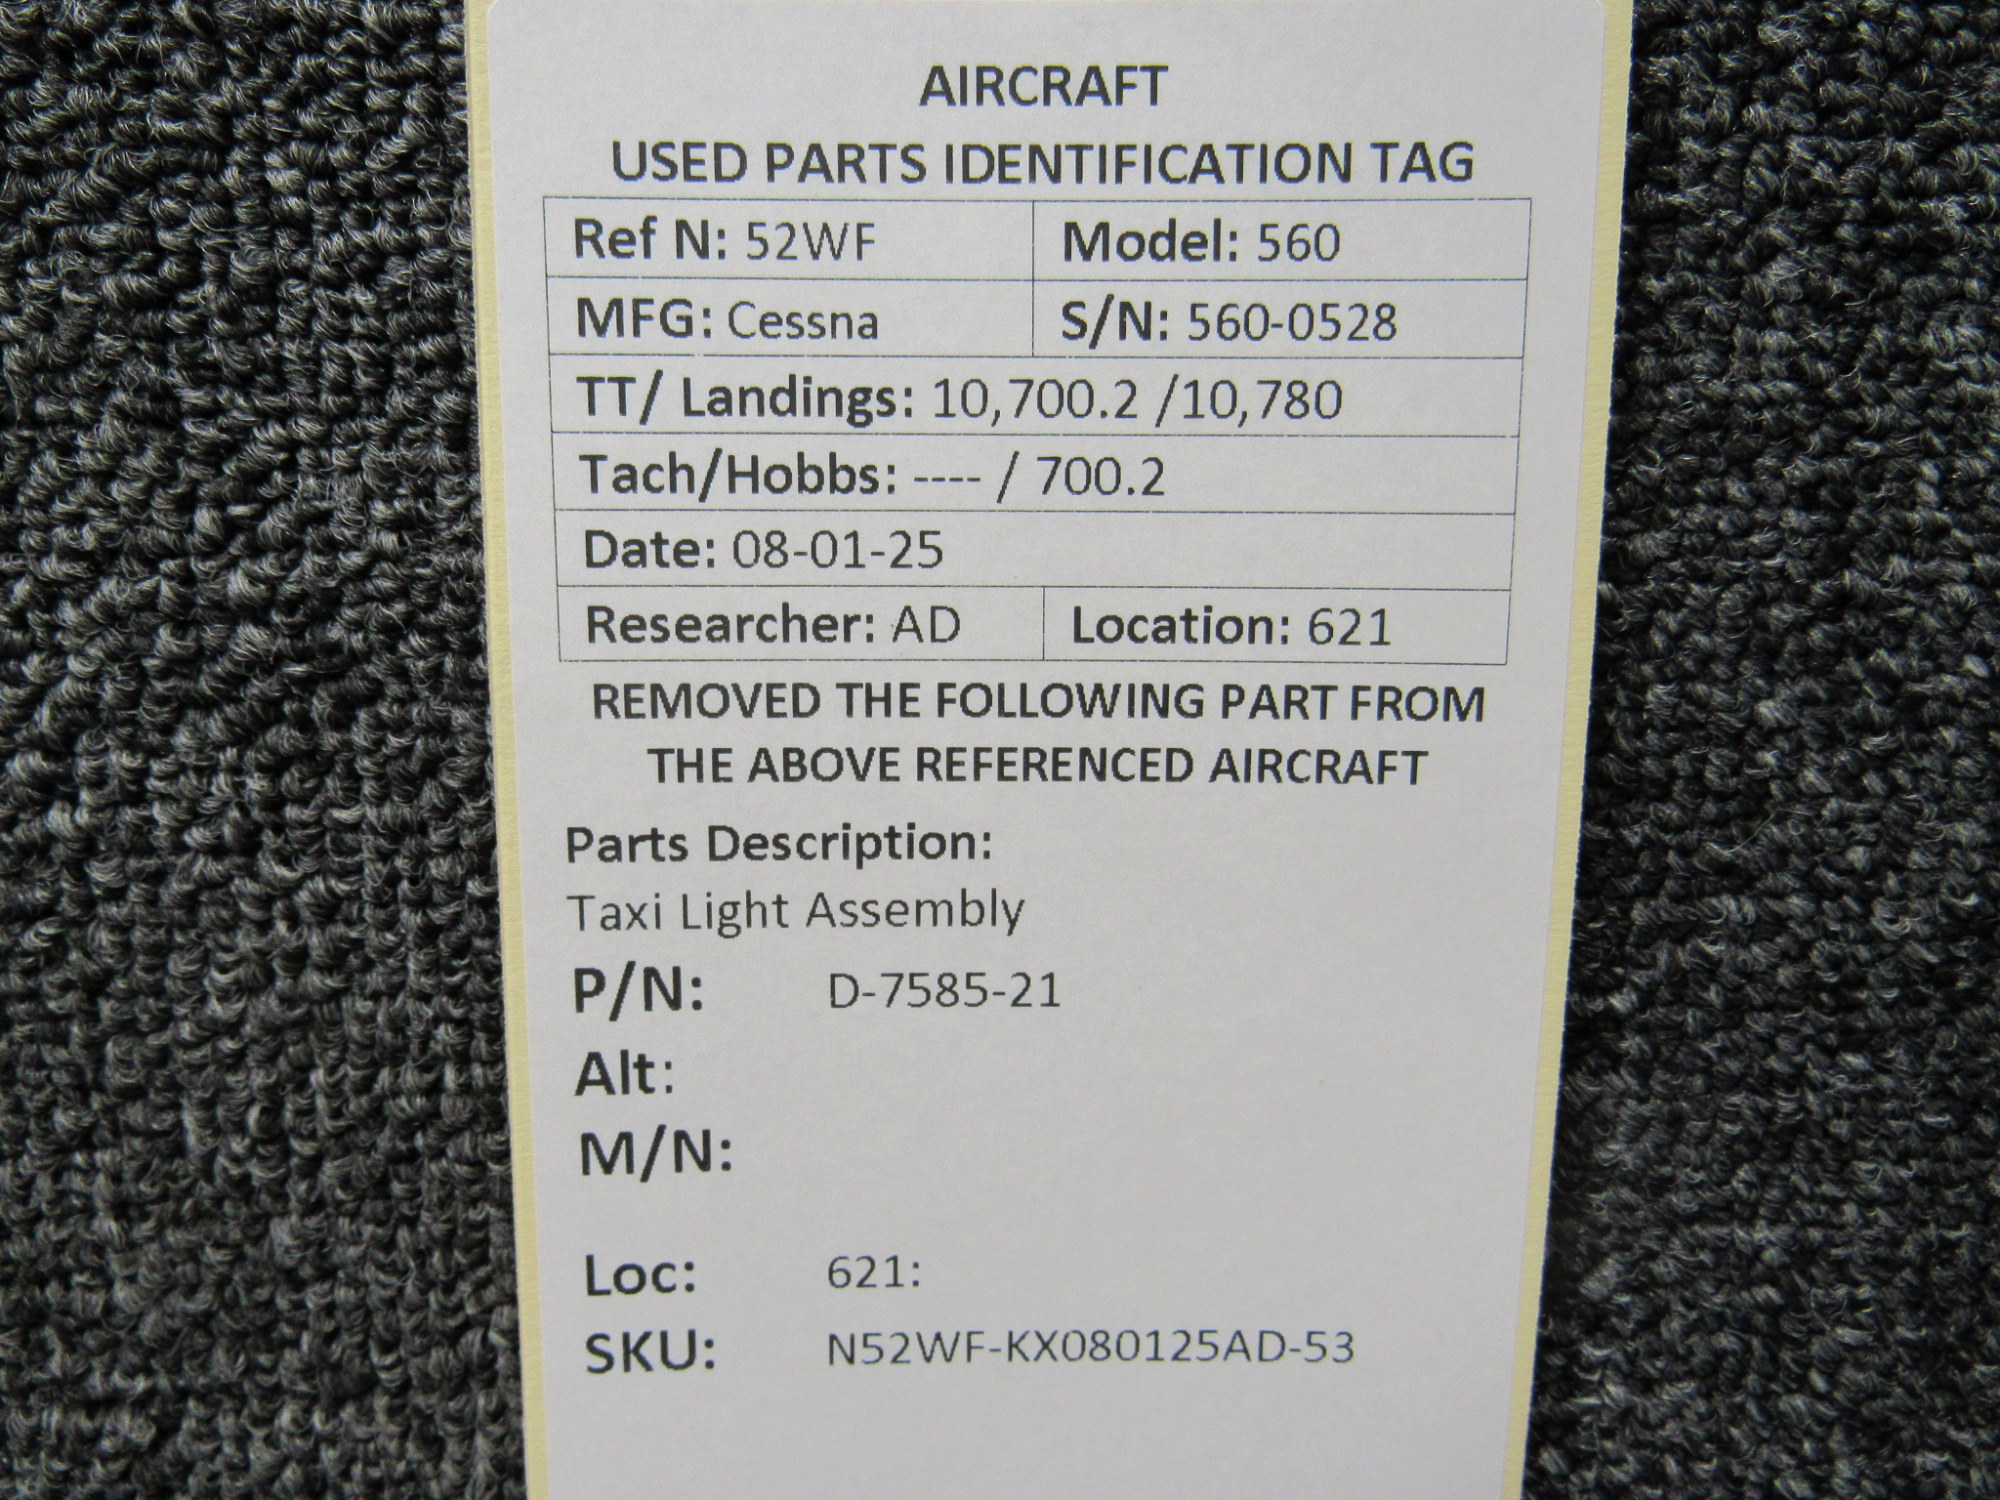 AIRCRAFT
USED PARTS IDENTIFICATION TAG
Ref N: 52WF Model: 560
MFG: Cessna S/N: 560-0528
TT/ Landings: 10,700.2 /10,780
Tach/Hobbs: ---- / 700.2
Date: 08-01-25
Researcher: AD Location: 621
REMOVED THE FOLLOWING PART FROM
THE ABOVE REFERENCED AIRCRAFT
Parts Description:
Taxi Light Assembly
P/N: D-7585-21
Alt:
M/N:
Loc: 621:
SKU: N52WF-KX080125AD-53